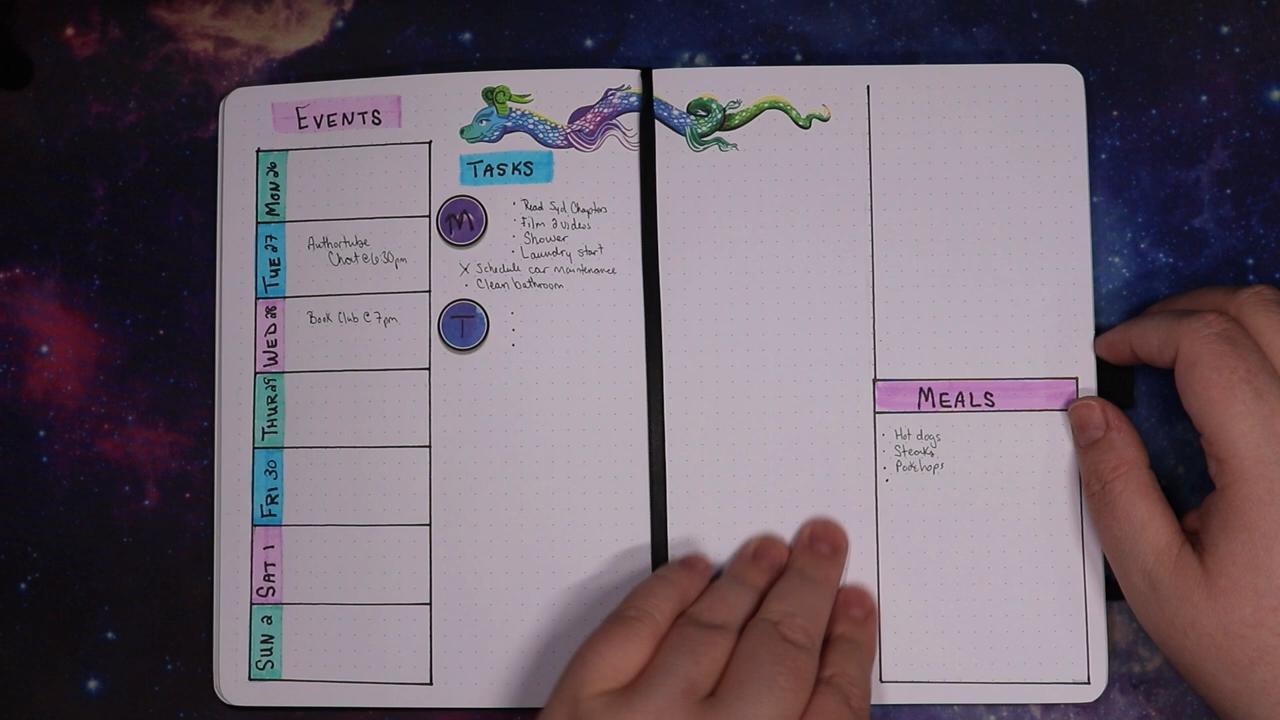 EVENTS
MON 26
TUE 27
Authortube
Chat @ 6:30pm
WED 28
Book Club @ 7pm
THUR 29
FRI 30
SAT 1
SUN 2
TASKS
M
• Read Syd Chapters
• Film 2 videos
• Shower
• Laundry start
X Schedule car maintenance
• Clean bathroom
T
MEALS
• Hot dogs
• Steaks
• Porkchops